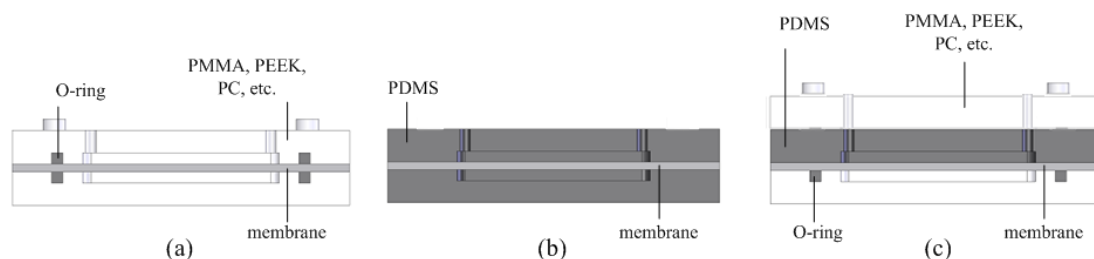 O-ring
PMMA, PEEK,
PC, etc.
membrane
(a)
PDMS
membrane
(b)
PDMS
PMMA, PEEK,
PC, etc.
O-ring
membrane
(c)